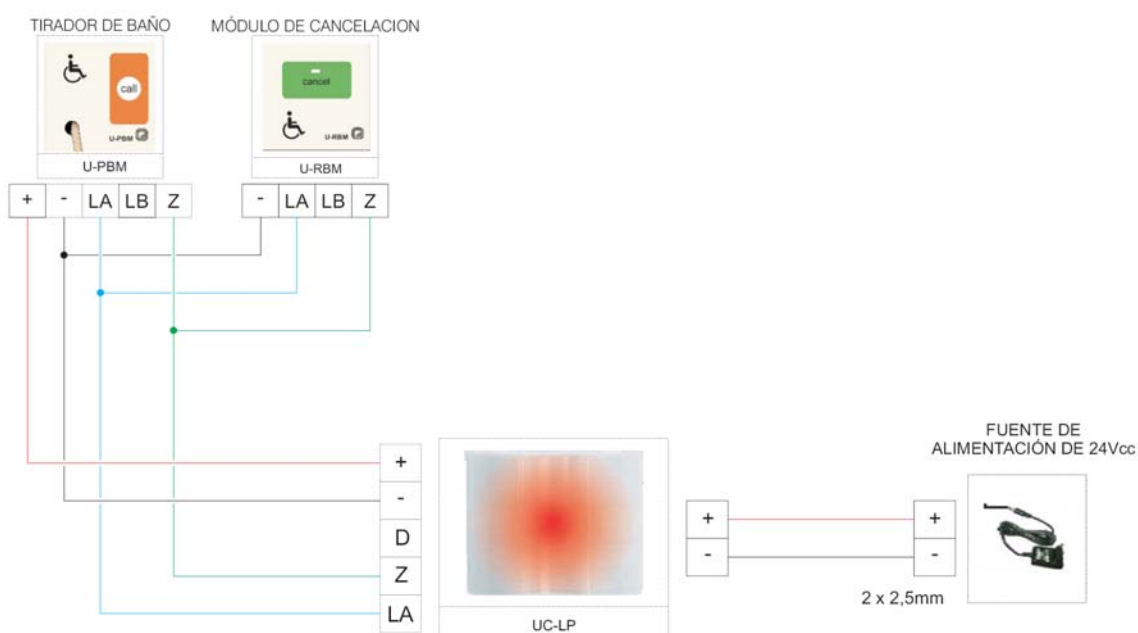 TIRADOR DE BAÑO
MÓDULO DE CANCELACION
call
U-PBM
cancel
U-RBM
U-PBM
U-RBM
+ - LA LB Z
- LA LB Z
+
-
D
Z
LA
UC-LP
+
-
+
-
2 x 2,5mm
FUENTE DE
ALIMENTACIÓN DE 24Vcc